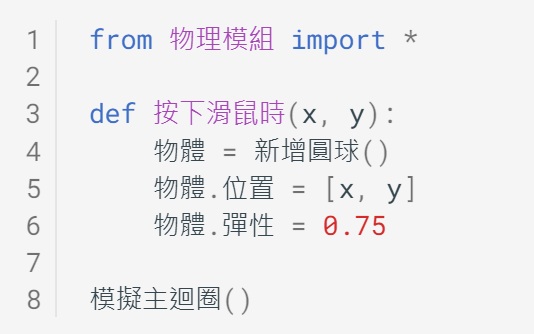 1 from 物理模組 import *
2
3 def 按下滑鼠時(x, y):
4     物體 = 新增圓球()
5     物體.位置 = [x, y]
6     物體.彈性 = 0.75
7
8 模擬主迴圈()